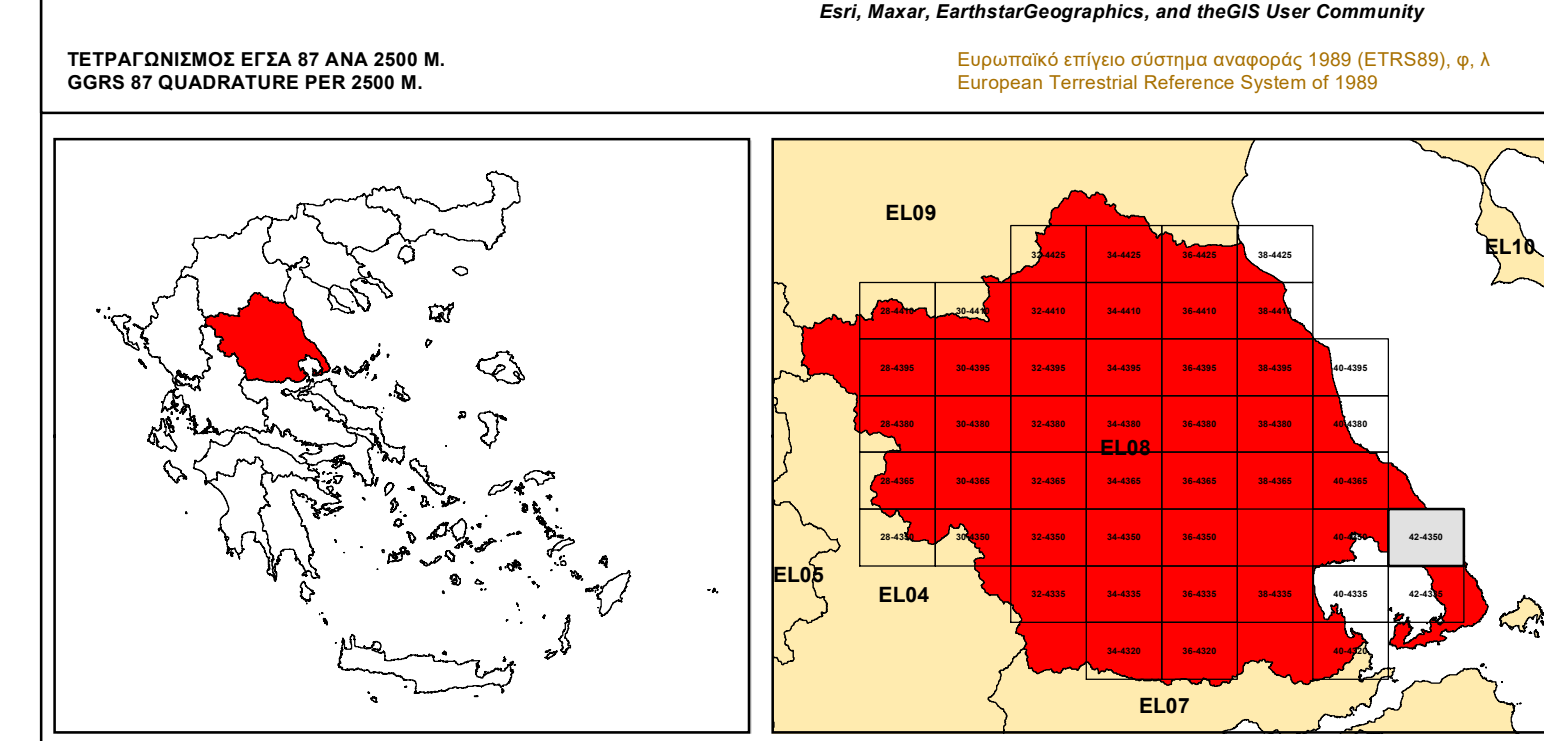 Esri, Maxar, EarthstarGeographics, and theGIS User Community
ΤΕΤΡΑΓΩΝΙΣΜΟΣ ΕΓΣΑ 87 ΑΝΑ 2500 Μ.
GGRS 87 QUADRATURE PER 2500 M.
Ευρωπαϊκό επίγειο σύστημα αναφοράς 1989 (ETRS89), φ, λ
European Terrestrial Reference System of 1989
EL09
EL10
32-4425 34-4425 36-4425 38-4425
28-4410 30-4410 32-4410 34-4410 36-4410 38-4410
28-4395 30-4395 32-4395 34-4395 36-4395 38-4395 40-4395
28-4380 30-4380 32-4380 34-4380 36-4380 38-4380 40-4380
EL08
28-4365 30-4365 32-4365 34-4365 36-4365 38-4365 40-4365
28-4350 30-4350 32-4350 34-4350 36-4350 40-4350 42-4350
EL05
EL04
32-4335 34-4335 36-4335 38-4335 40-4335 42-4335
34-4320 36-4320 40-4320
EL07